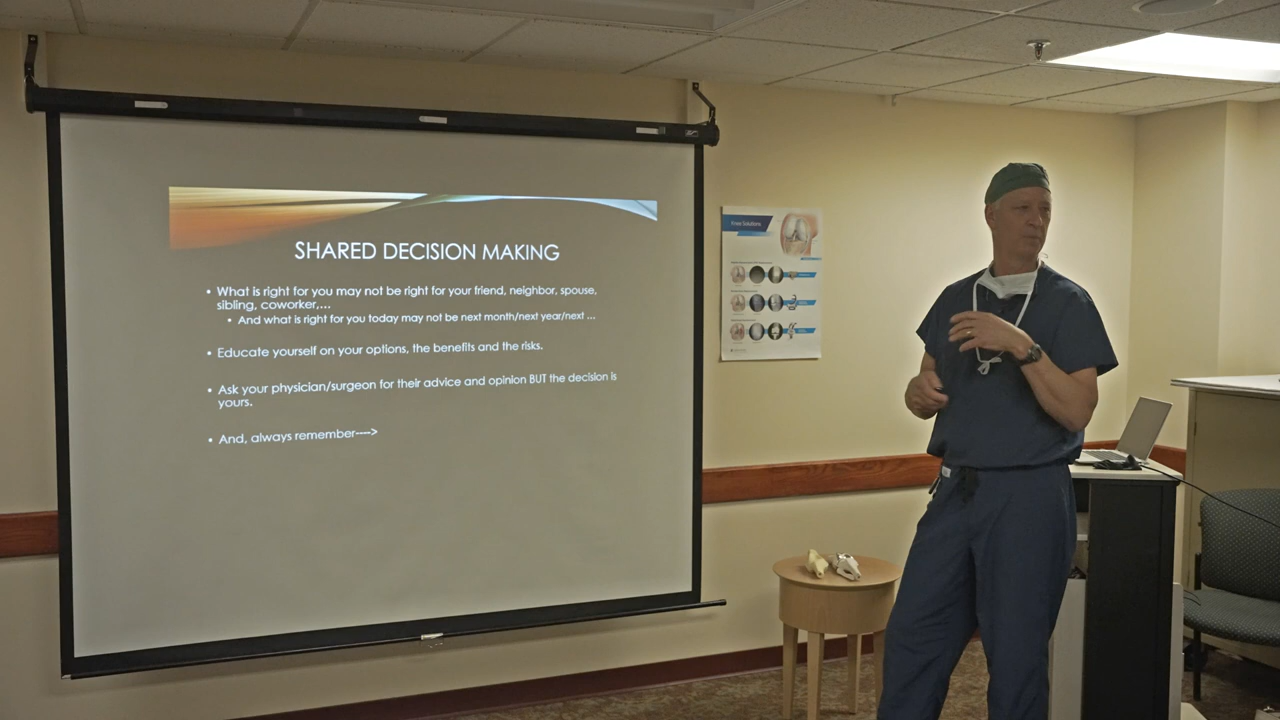 SHARED DECISION MAKING
• What is right for you may not be right for your friend, neighbor, spouse,
sibling, coworker,...
• And what is right for you today may not be next month/next year/next ...
• Educate yourself on your options, the benefits and the risks.
• Ask your physician/surgeon for their advice and opinion BUT the decision is
yours.
• And, always remember---->
Knee Solutions